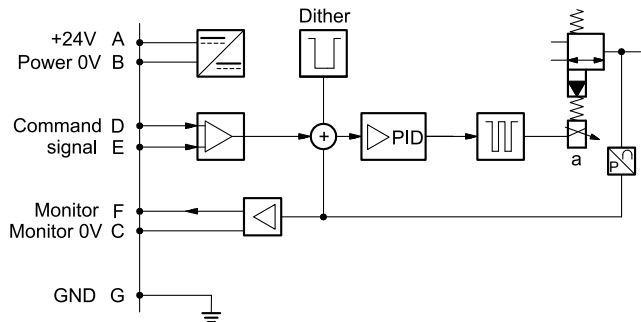 Dither
+24V A
Power 0V B
Command D
signal E
PID
a
P
Monitor F
Monitor 0V C
GND G